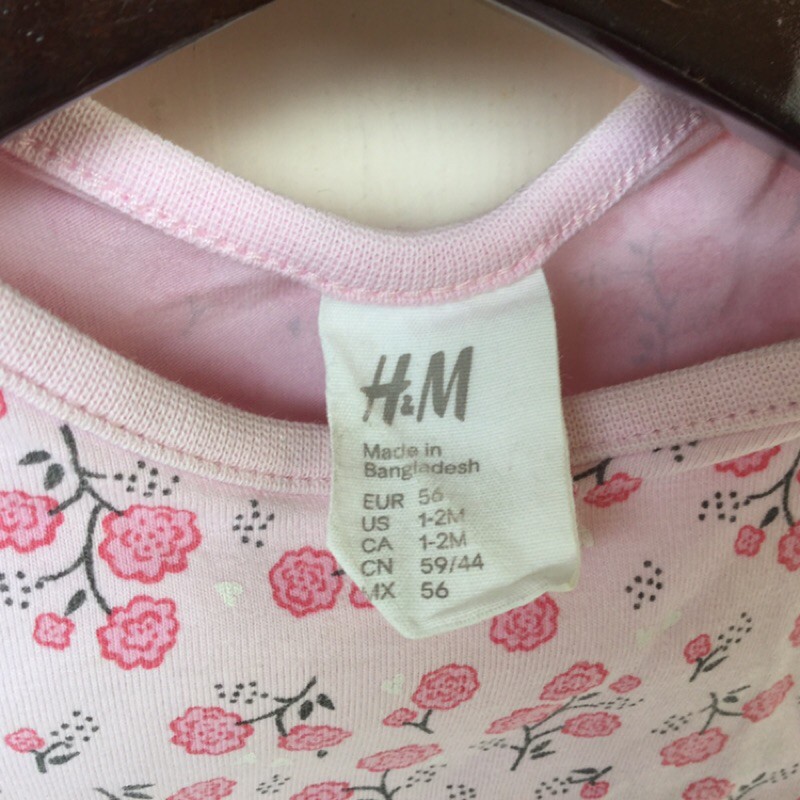 H&M
Made in
Bangladesh
EUR 56
US 1-2M
CA 1-2M
CN 59/44
MX 56